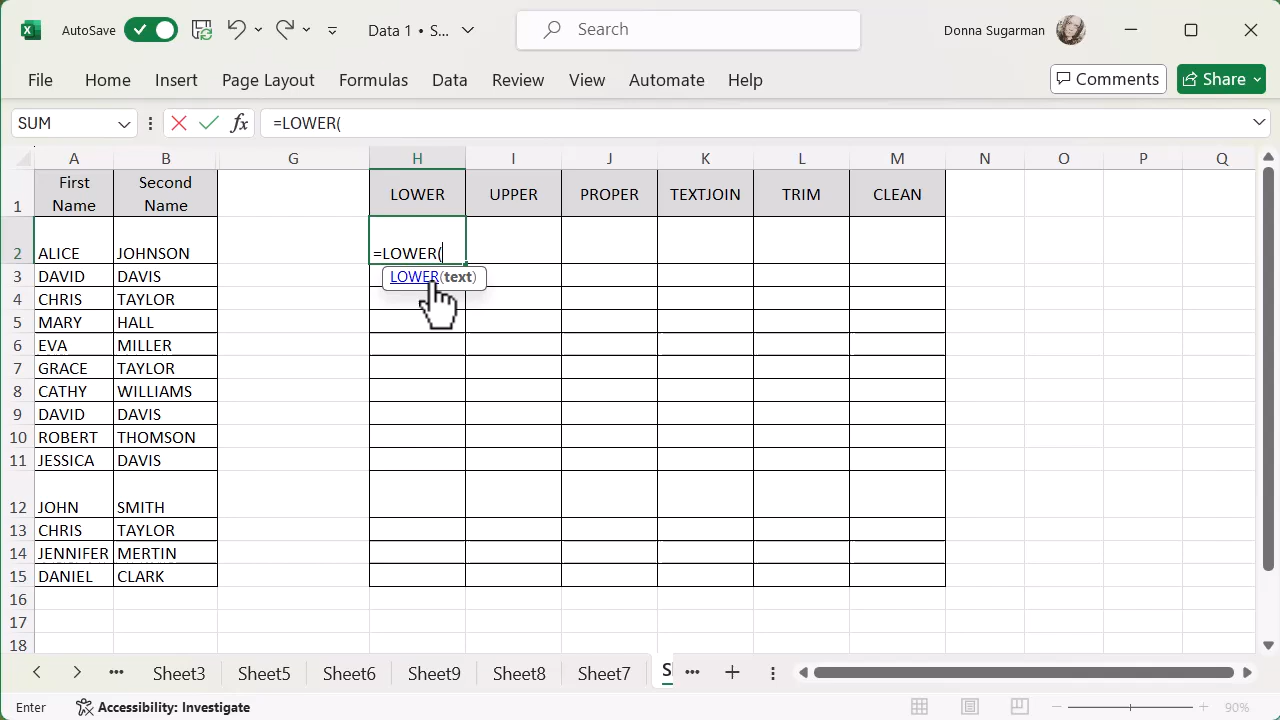 AutoSave
Data 1 • S...
Search
Donna Sugarman
File Home Insert Page Layout Formulas Data Review View Automate Help Comments Share
SUM fx =LOWER(
A B G H I J K L M N O P Q
1 First Name Second Name LOWER UPPER PROPER TEXTJOIN TRIM CLEAN
2 ALICE JOHNSON =LOWER(
LOWER(text)
3 DAVID DAVIS
4 CHRIS TAYLOR
5 MARY HALL
6 EVA MILLER
7 GRACE TAYLOR
8 CATHY WILLIAMS
9 DAVID DAVIS
10 ROBERT THOMSON
11 JESSICA DAVIS
12 JOHN SMITH
13 CHRIS TAYLOR
14 JENNIFER MERTIN
15 DANIEL CLARK
16
17
18
... Sheet3 Sheet5 Sheet6 Sheet9 Sheet8 Sheet7 ...
Enter Accessibility: Investigate 90%